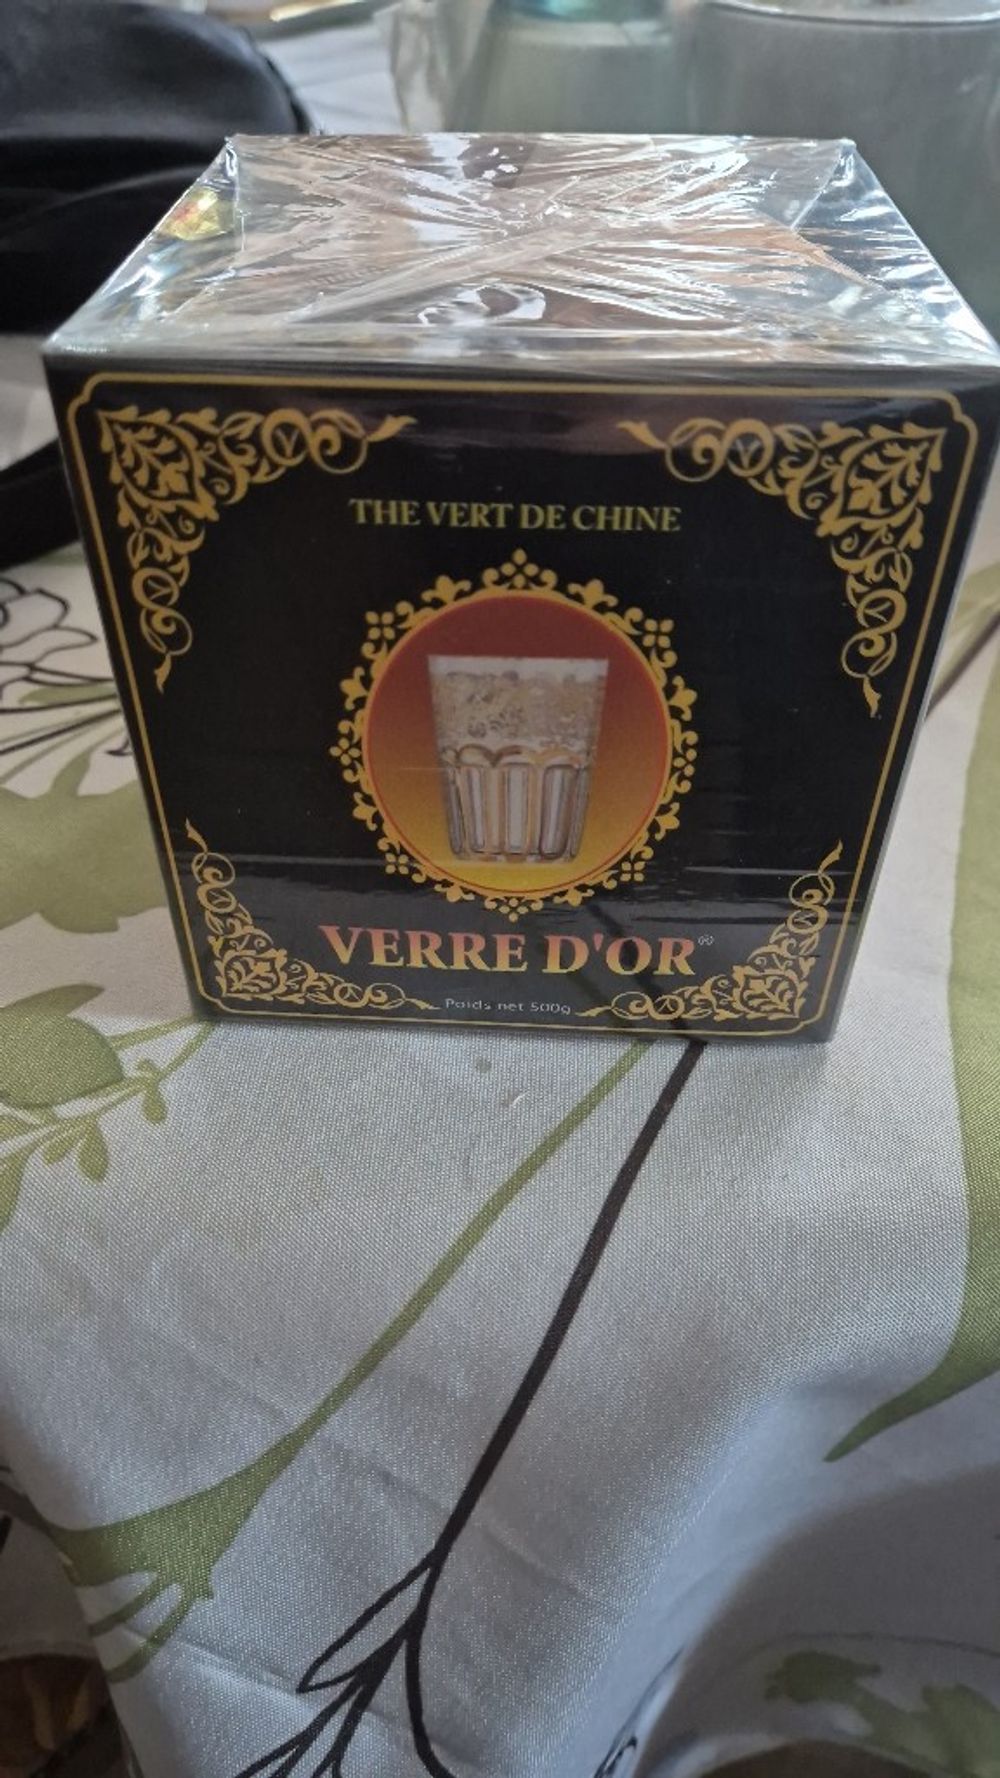 THE VERT DE CHINE
VERRE D'OR®
Poids net 500g